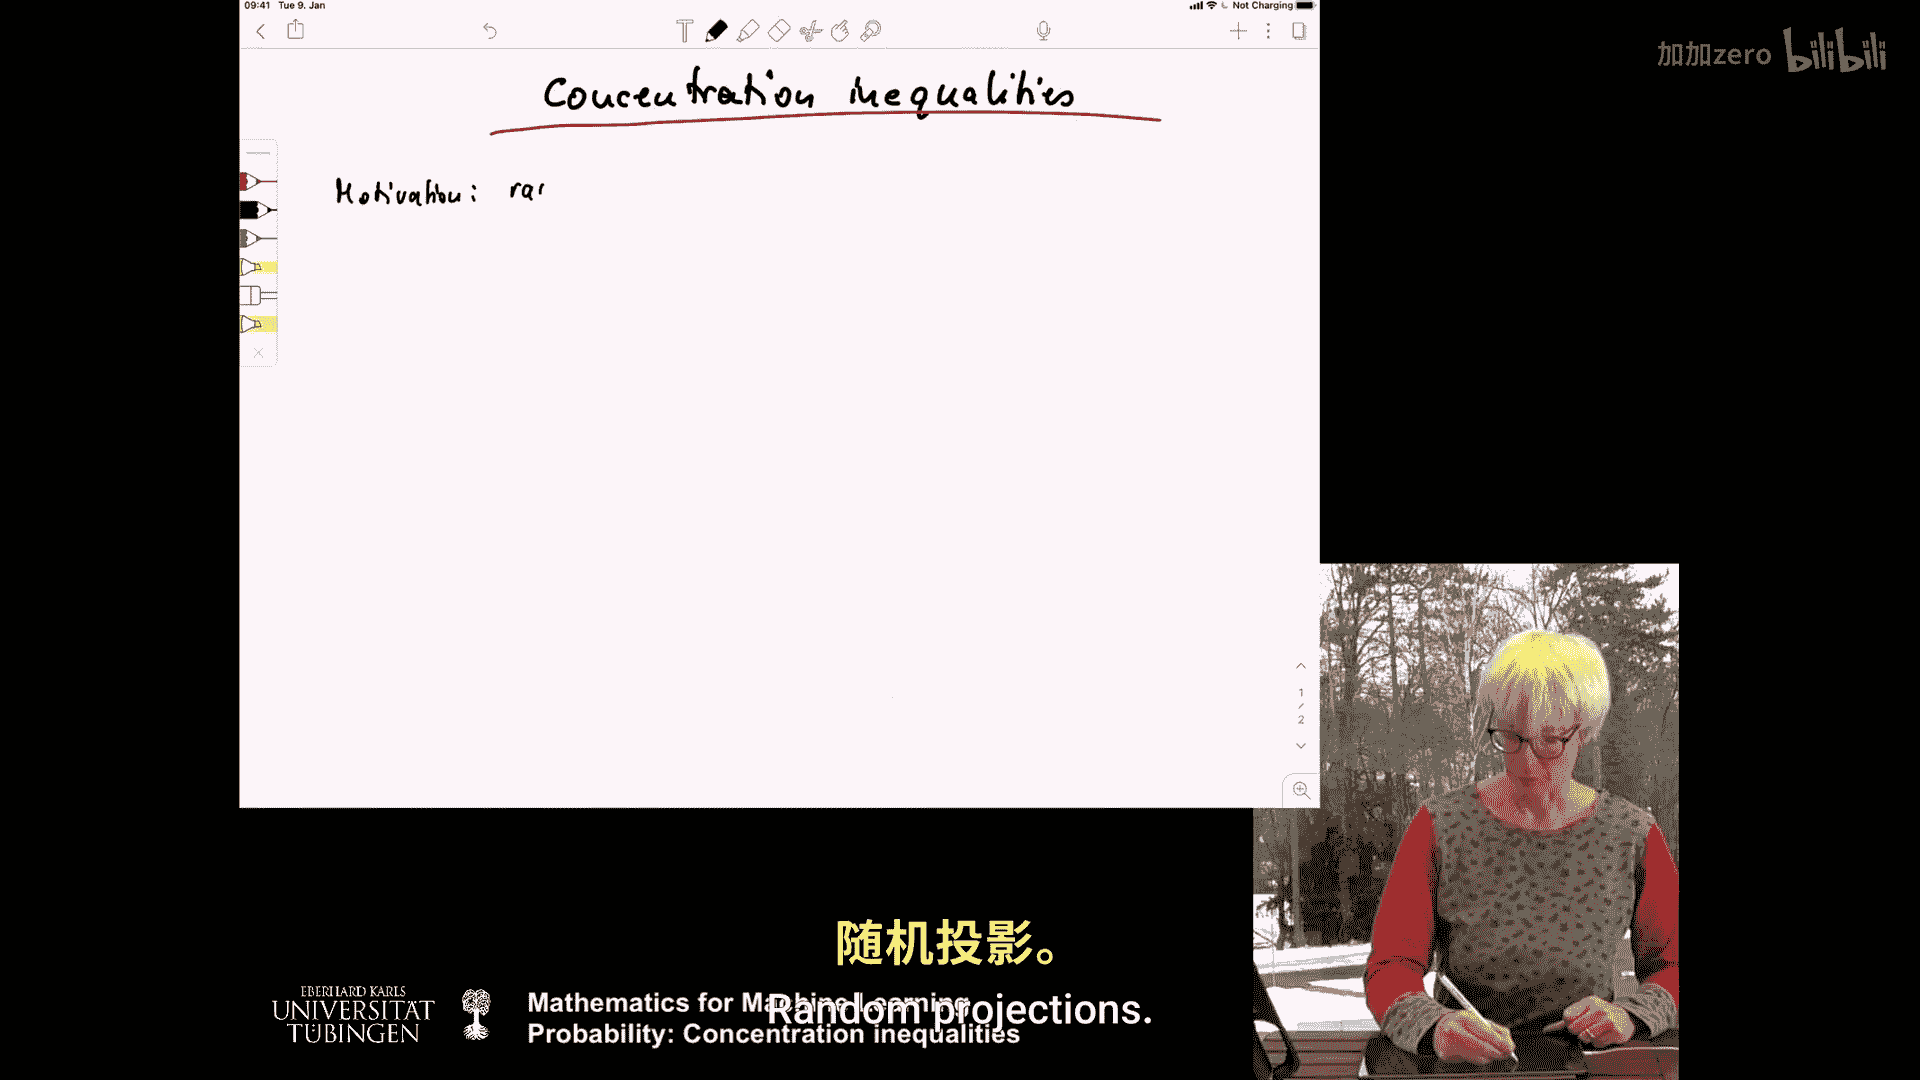 09:41 Tue 9. Jan
Not Charging
加加zero bilibili
Concentration inequalities
Motivation: rar
1
/
2
随机投影。
Random projections.
EBERHARD KARLS
UNIVERSITÄT
TÜBINGEN
Mathematics for Machine Learning
Probability: Concentration inequalities